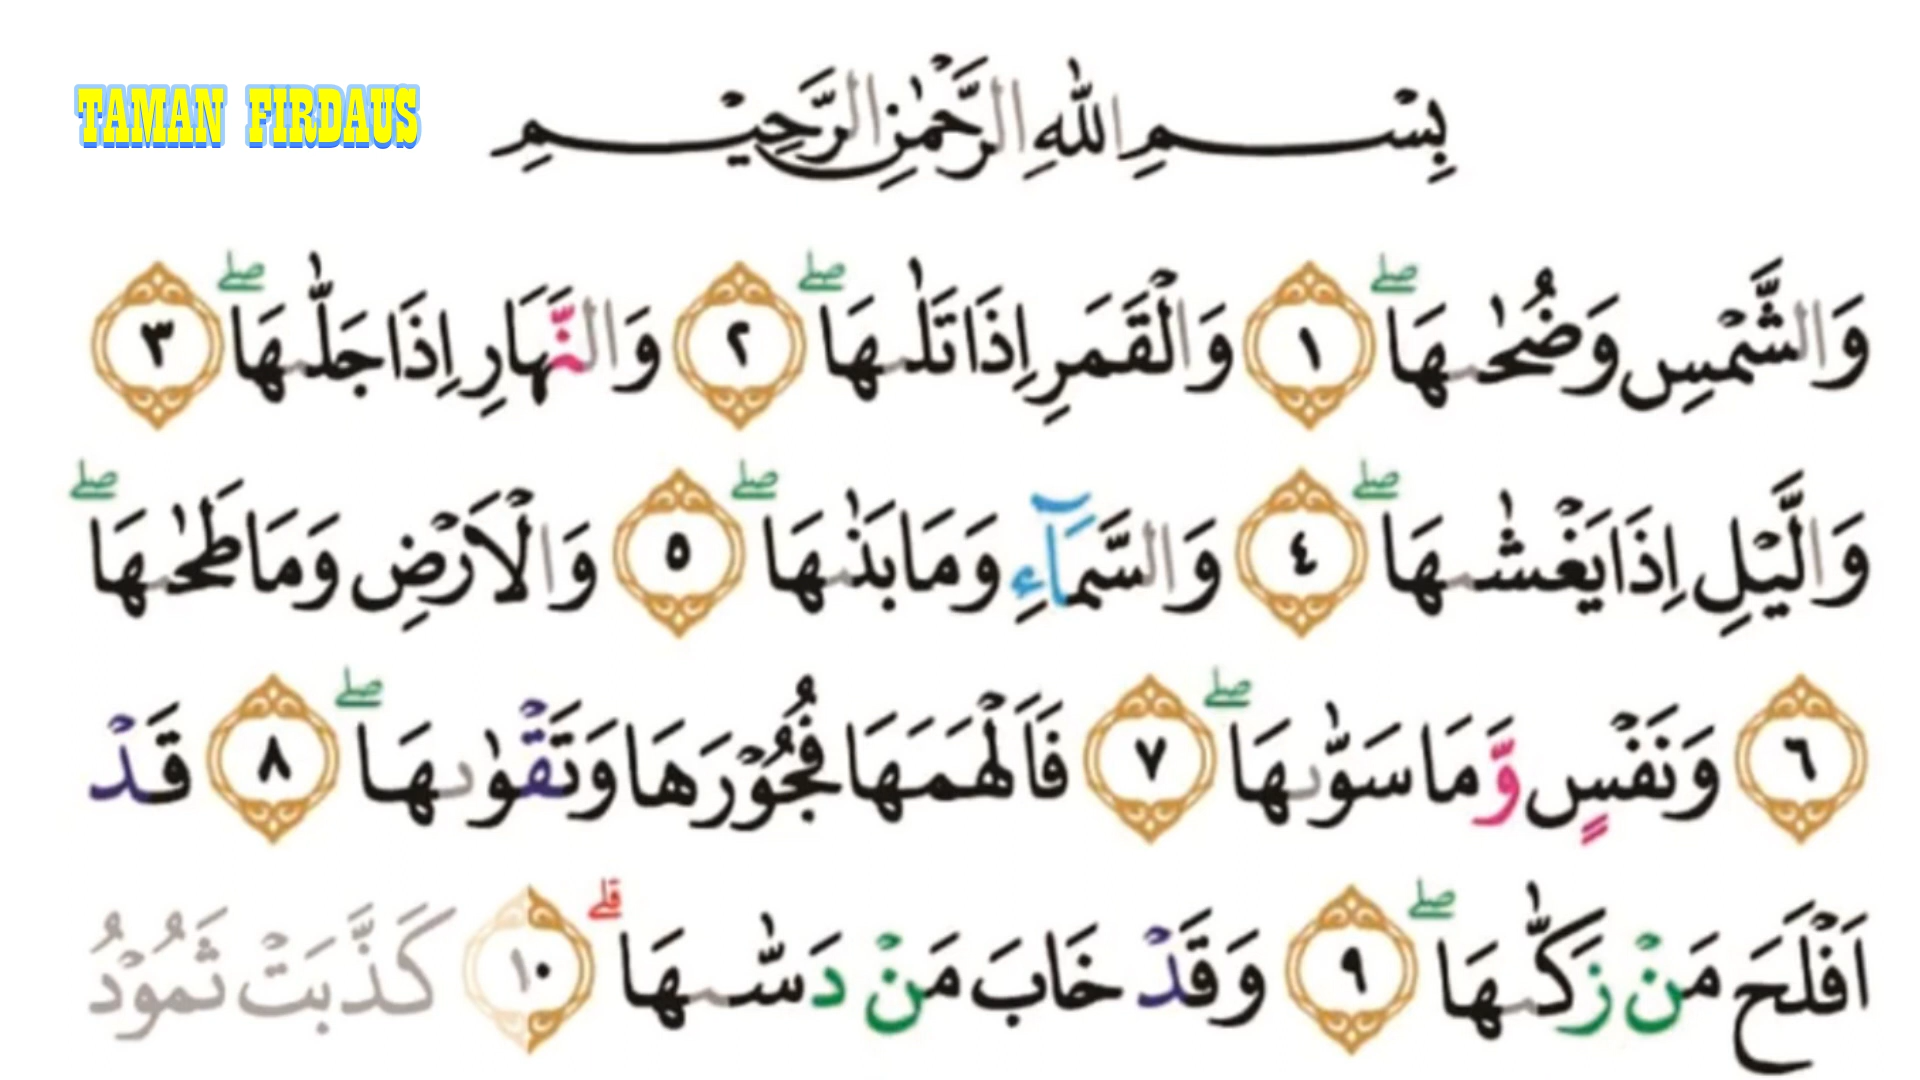 TAMAN FIRDAUS
بِسْمِ اللّٰهِ الرَّحْمٰنِ الرَّحِيْمِ
وَالشَّمْسِ وَضُحٰىهَاۖ ١ وَالْقَمَرِ اِذَا تَلٰىهَاۖ ٢ وَالنَّهَارِ اِذَا جَلّٰىهَاۖ ٣
وَالَّيْلِ اِذَا يَغْشٰىهَاۖ ٤ وَالسَّمَاۤءِ وَمَا بَنٰىهَاۖ ٥ وَالْاَرْضِ وَمَا طَحٰىهَاۖ
٦ وَنَفْسٍ وَّمَا سَوّٰىهَاۖ ٧ فَاَلْهَمَهَا فُجُوْرَهَا وَتَقْوٰىهَاۖ ٨ قَدْ
اَفْلَحَ مَنْ زَكّٰىهَاۖ ٩ وَقَدْ خَابَ مَنْ دَسّٰىهَاۗ ١٠ كَذَّبَتْ ثَمُوْدُ